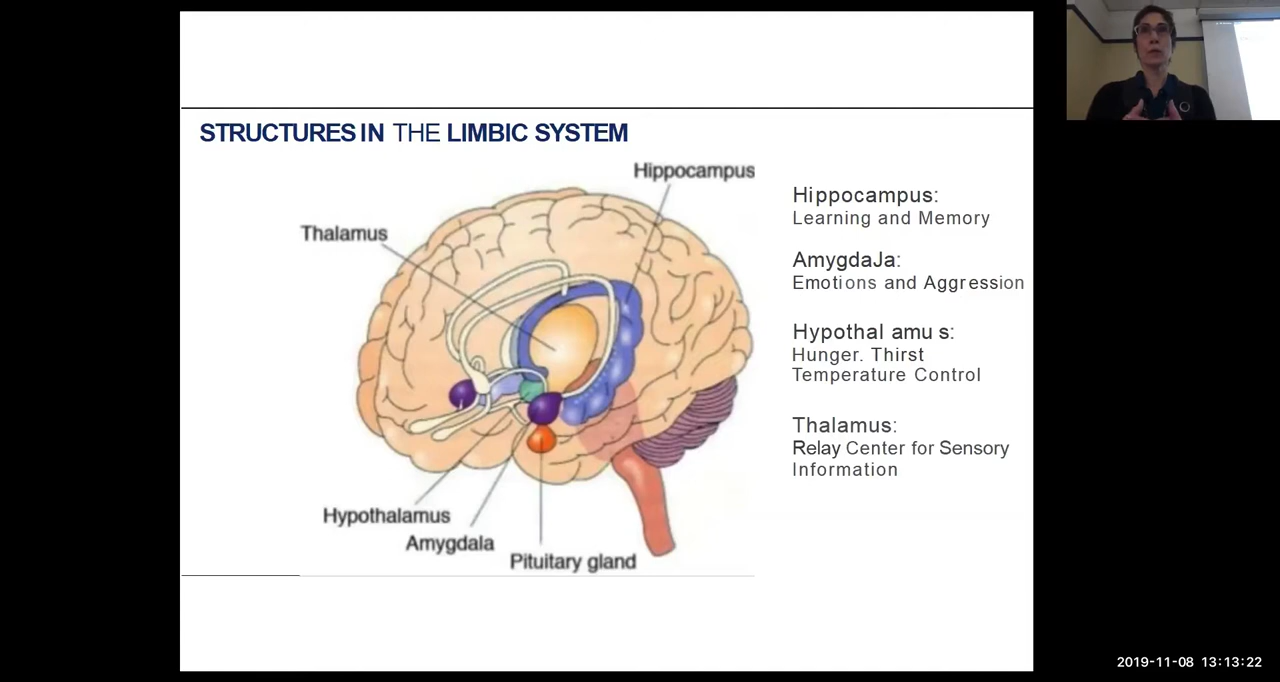 STRUCTURES IN THE LIMBIC SYSTEM
Hippocampus
Thalamus
Hypothalamus
Amygdala
Pituitary gland
Hippocampus:
Learning and Memory
AmygdaJa:
Emotions and Aggression
Hypothal amu s:
Hunger. Thirst
Temperature Control
Thalamus:
Relay Center for Sensory
Information
2019-11-08 13:13:22